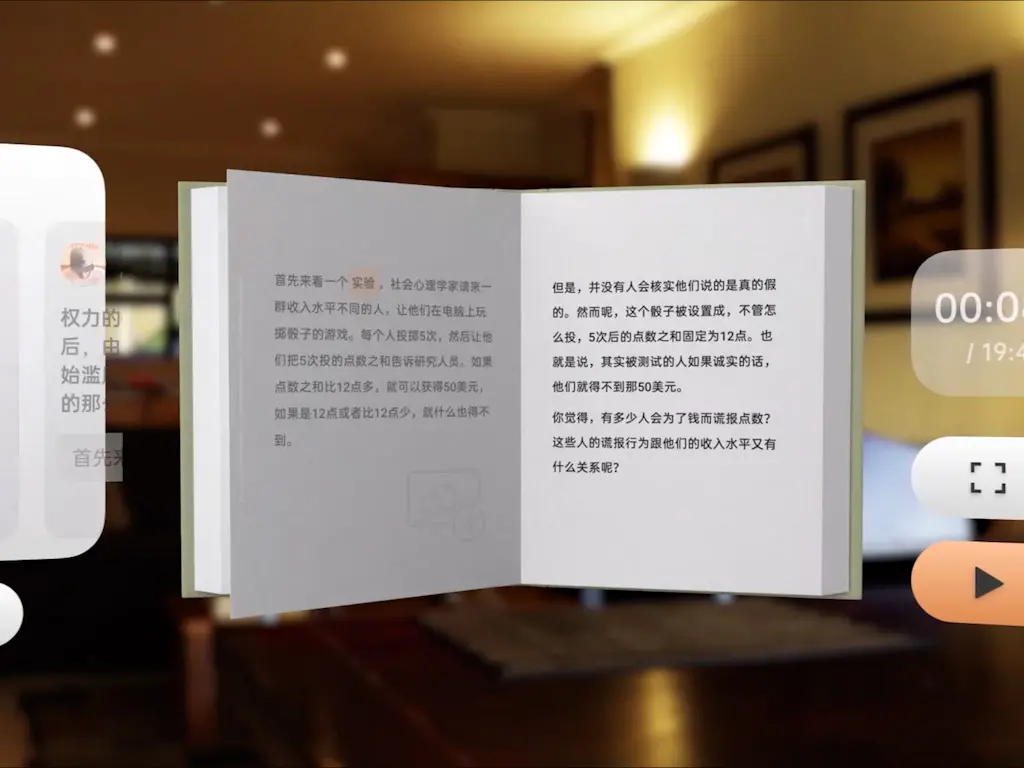 权力的
后，由
始滥
的那
首先来
首先来看一个 实验，社会心理学家请来一
群收入水平不同的人，让他们在电脑上玩
掷骰子的游戏。每个人投掷5次，然后让他
们把5次投的点数之和告诉研究人员。如果
点数之和比12点多，就可以获得50美元，
如果是12点或者比12点少，就什么也得不
到。
但是，并没有人会核实他们说的是真的假
的。然而呢，这个骰子被设置成，不管怎
么投，5次后的点数之和固定为12点。也
就是说，其实被测试的人如果诚实的话，
他们就得不到那50美元。
你觉得，有多少人会为了钱而谎报点数？
这些人的谎报行为跟他们的收入水平又有
什么关系呢？
00:0
/ 19:4